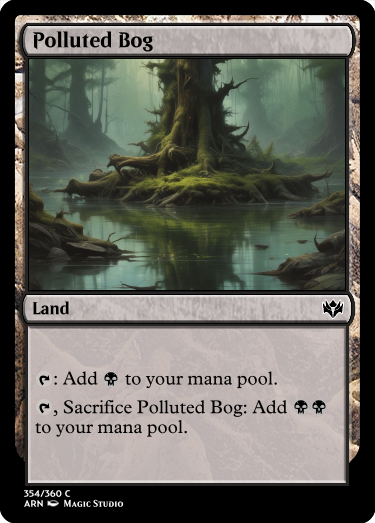 Polluted Bog
Land
: Add to your mana pool.
, Sacrifice Polluted Bog: Add
to your mana pool.
354/360 C
ARN Magic Studio